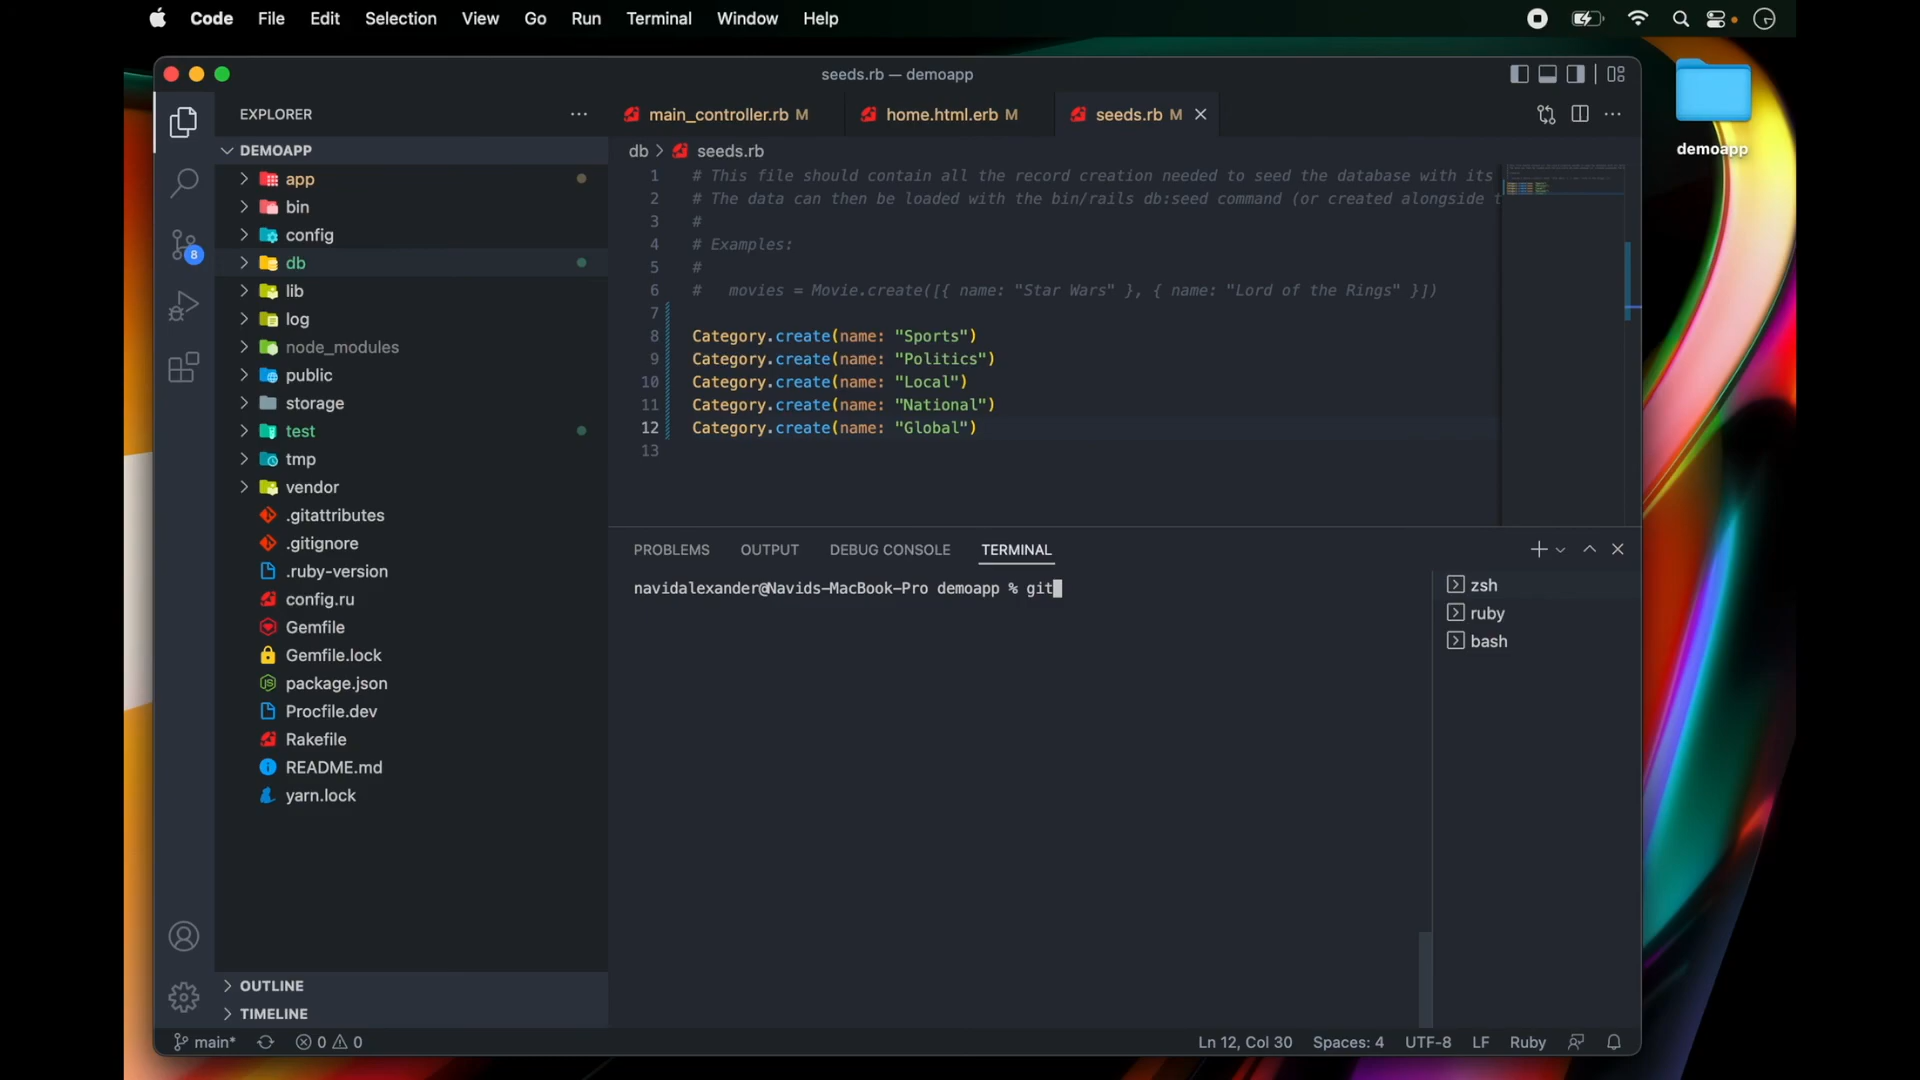 Code File Edit Selection View Go Run Terminal Window Help
seeds.rb — demoapp
demoapp
EXPLORER
main_controller.rb M
home.html.erb M
seeds.rb M
DEMOAPP
db > seeds.rb
app
bin
config
db
lib
log
node_modules
public
storage
test
tmp
vendor
.gitattributes
.gitignore
.ruby-version
config.ru
Gemfile
Gemfile.lock
package.json
Procfile.dev
Rakefile
README.md
yarn.lock
8
OUTLINE
TIMELINE
1 # This file should contain all the record creation needed to seed the database with its
2 # The data can then be loaded with the bin/rails db:seed command (or created alongside t
3 #
4 # Examples:
5 #
6 #   movies = Movie.create([{ name: "Star Wars" }, { name: "Lord of the Rings" }])
7
8 Category.create(name: "Sports")
9 Category.create(name: "Politics")
10 Category.create(name: "Local")
11 Category.create(name: "National")
12 Category.create(name: "Global")
13
PROBLEMS OUTPUT DEBUG CONSOLE TERMINAL
navidalexander@Navids-MacBook-Pro demoapp % git
zsh
ruby
bash
main* 0 0 Ln 12, Col 30 Spaces: 4 UTF-8 LF Ruby